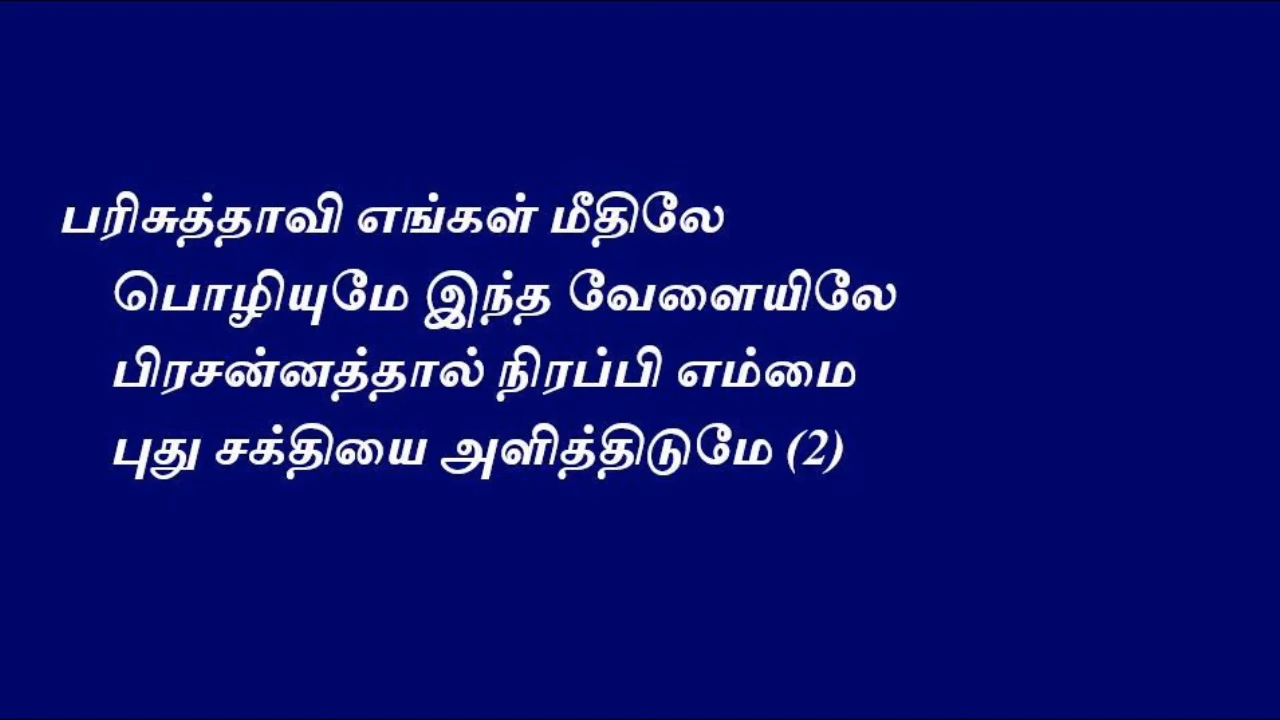 பரிசுத்தாவி எங்கள் மீதிலே
பொழியுமே இந்த வேளையிலே
பிரசன்னத்தால் நிரப்பி எம்மை
புது சக்தியை அளித்திடுமே (2)